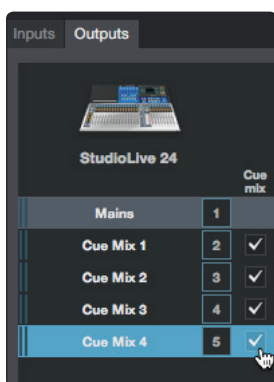 Inputs Outputs
StudioLive 24
Cue
mix
Mains 1
Cue Mix 1 2
Cue Mix 2 3
Cue Mix 3 4
Cue Mix 4 5